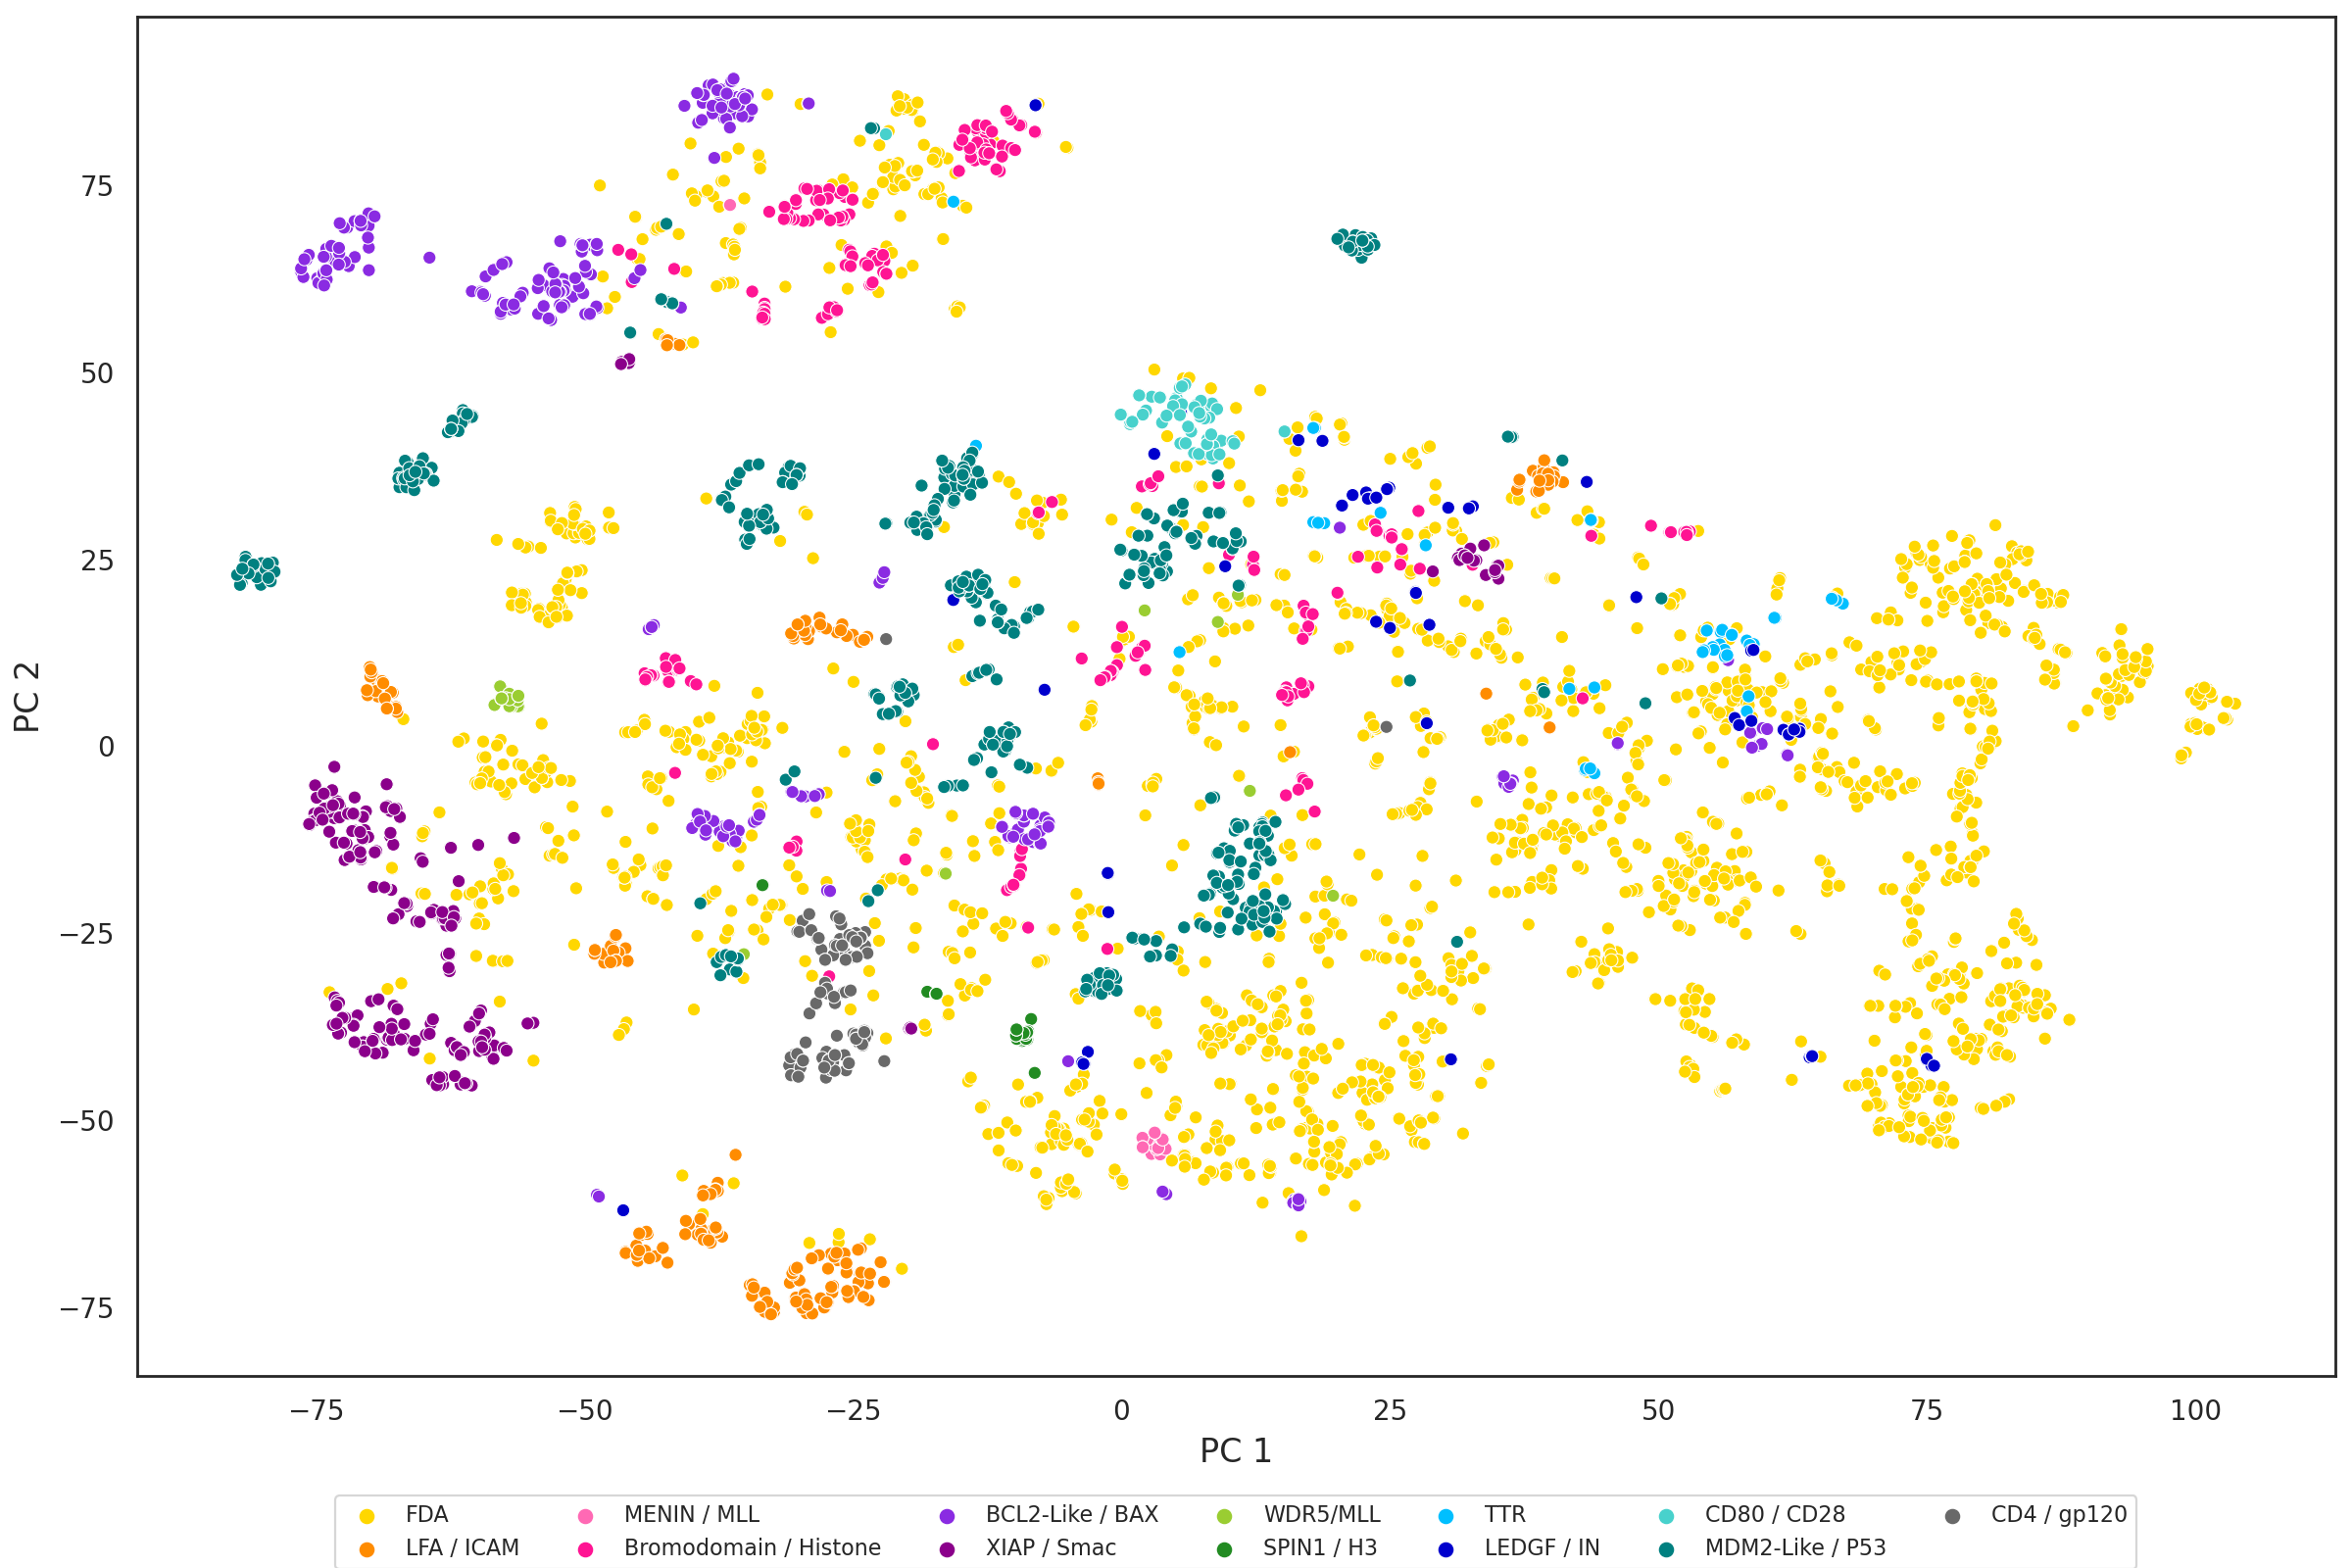 75
50
25
0
−25
−50
−75
PC 2
−75 −50 −25 0 25 50 75 100
PC 1
FDA MENIN / MLL BCL2-Like / BAX WDR5/MLL TTR CD80 / CD28 CD4 / gp120
LFA / ICAM Bromodomain / Histone XIAP / Smac SPIN1 / H3 LEDGF / IN MDM2-Like / P53